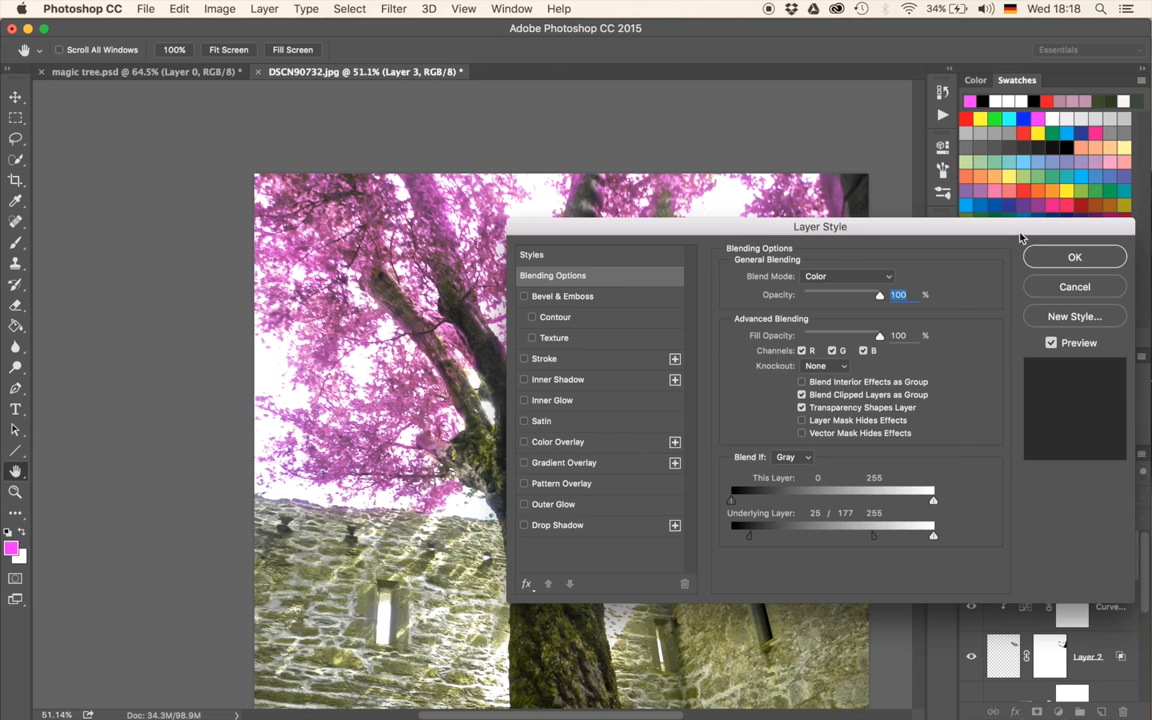 Photoshop CC File Edit Image Layer Type Select Filter 3D View Window Help 34% Wed 18:18
Adobe Photoshop CC 2015
Scroll All Windows 100% Fit Screen Fill Screen Essentials
magic tree.psd @ 64.5% (Layer 0, RGB/8) * DSCN90732.jpg @ 51.1% (Layer 3, RGB/8) *
Color Swatches
Layer Style
Styles
Blending Options
Bevel & Emboss
Contour
Texture
Stroke
Inner Shadow
Inner Glow
Satin
Color Overlay
Gradient Overlay
Pattern Overlay
Outer Glow
Drop Shadow
fx
Blending Options
General Blending
Blend Mode: Color
Opacity: 100 %
Advanced Blending
Fill Opacity: 100 %
Channels: R G B
Knockout: None
Blend Interior Effects as Group
Blend Clipped Layers as Group
Transparency Shapes Layer
Layer Mask Hides Effects
Vector Mask Hides Effects
Blend If: Gray
This Layer: 0 255
Underlying Layer: 25 / 177 255
OK
Cancel
New Style...
Preview
Curve...
Layer 2
fx
51.14% Doc: 34.3M/98.9M